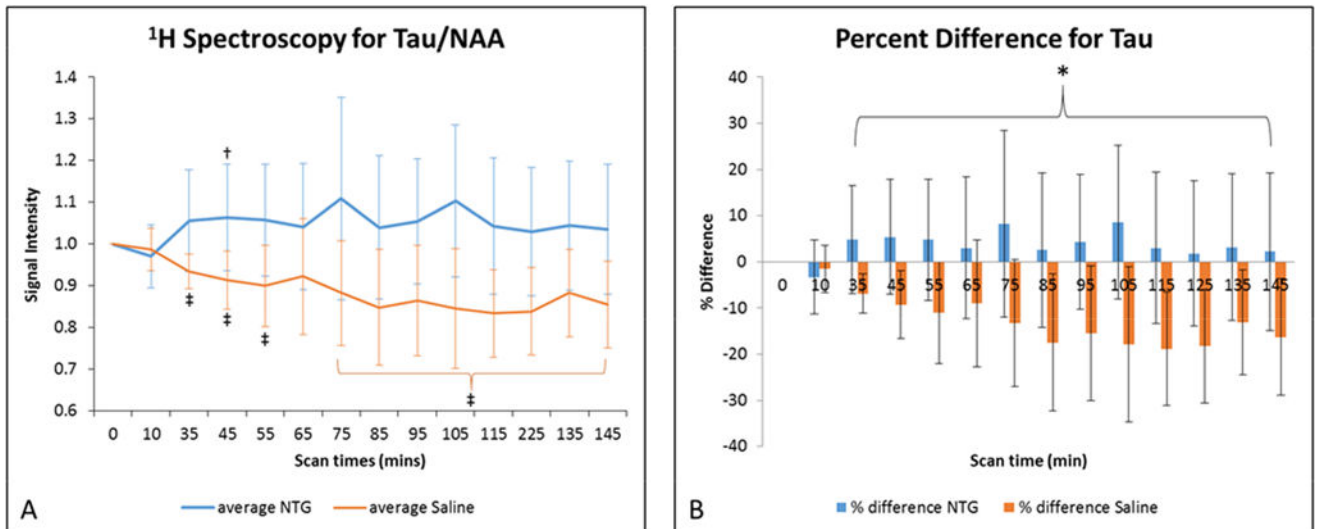 ¹H Spectroscopy for Tau/NAA
1.4
1.3
1.2
1.1
1.0
0.9
0.8
0.7
0.6
Signal Intensity
†
‡
‡
‡
‡
0 10 35 45 55 65 75 85 95 105 115 225 135 145
Scan times (mins)
average NTG average Saline
A
Percent Difference for Tau
*
40
30
20
10
0
-10
-20
-30
-40
% Difference
0 10 35 45 55 65 75 85 95 105 115 125 135 145
Scan time (min)
% difference NTG % difference Saline
B